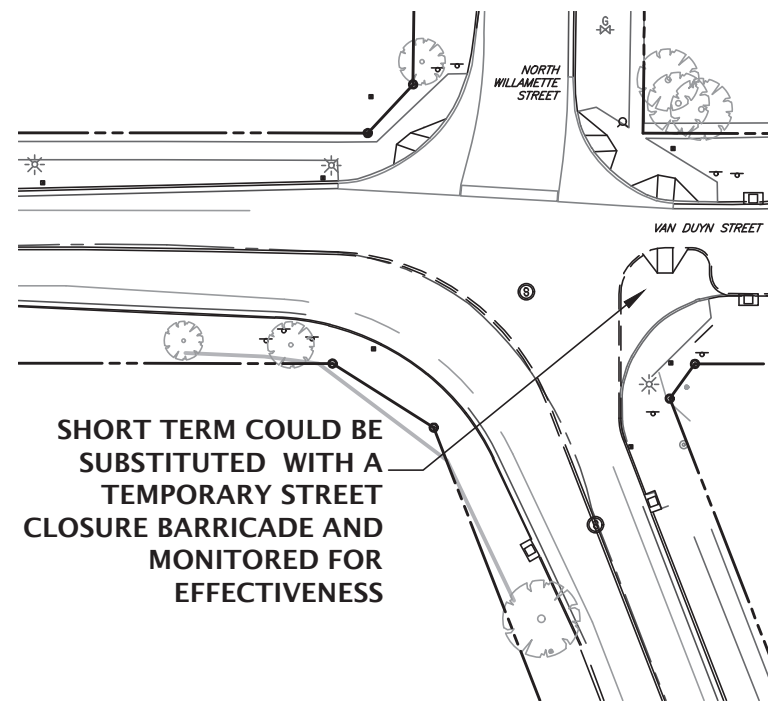 G
NORTH
WILLAMETTE
STREET
VAN DUYN STREET
S
SHORT TERM COULD BE
SUBSTITUTED WITH A
TEMPORARY STREET
CLOSURE BARRICADE AND
MONITORED FOR
EFFECTIVENESS
S